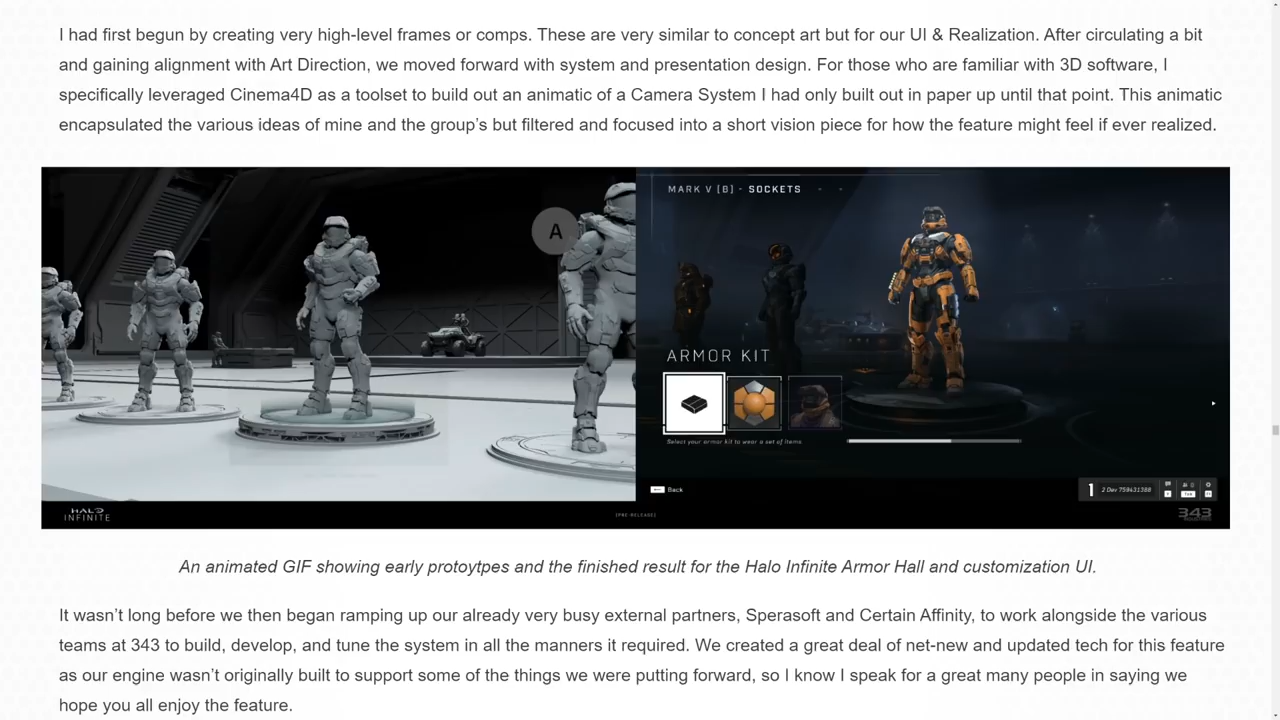 I had first begun by creating very high-level frames or comps. These are very similar to concept art but for our UI & Realization. After circulating a bit
and gaining alignment with Art Direction, we moved forward with system and presentation design. For those who are familiar with 3D software, I
specifically leveraged Cinema4D as a toolset to build out an animatic of a Camera System I had only built out in paper up until that point. This animatic
encapsulated the various ideas of mine and the group's but filtered and focused into a short vision piece for how the feature might feel if ever realized.
A
MARK V [B] - SOCKETS
ARMOR KIT
Select your armor kit to wear a set of items
Back
1 2 Dev 759431388
HALO
INFINITE
[PRE-RELEASE]
343
INDUSTRIES
An animated GIF showing early protoytpes and the finished result for the Halo Infinite Armor Hall and customization UI.
It wasn't long before we then began ramping up our already very busy external partners, Sperasoft and Certain Affinity, to work alongside the various
teams at 343 to build, develop, and tune the system in all the manners it required. We created a great deal of net-new and updated tech for this feature
as our engine wasn't originally built to support some of the things we were putting forward, so I know I speak for a great many people in saying we
hope you all enjoy the feature.